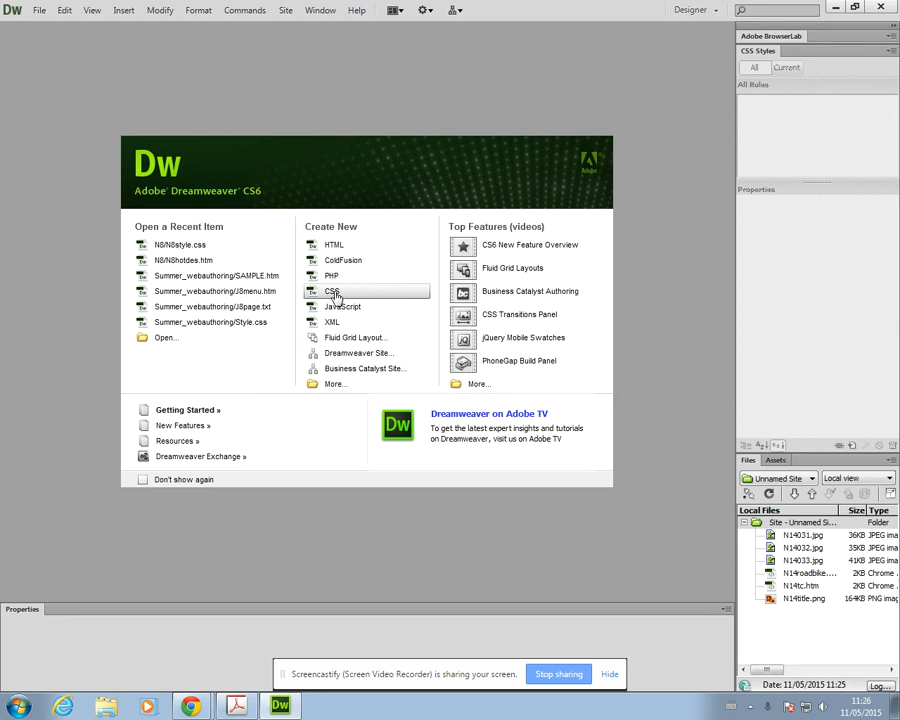 Dw File Edit View Insert Modify Format Commands Site Window Help Designer
Adobe BrowserLab
CSS Styles
All Current
All Rules
Properties
Dw
Adobe® Dreamweaver® CS6
Adobe
Open a Recent Item
N8/N8style.css
N8/N8hotdes.htm
Summer_webauthoring/SAMPLE.htm
Summer_webauthoring/J8menu.htm
Summer_webauthoring/J8page.txt
Summer_webauthoring/Style.css
Open...
Create New
HTML
ColdFusion
PHP
CSS
JavaScript
XML
Fluid Grid Layout...
Dreamweaver Site...
Business Catalyst Site...
More...
Top Features (videos)
CS6 New Feature Overview
Fluid Grid Layouts
Business Catalyst Authoring
CSS Transitions Panel
jQuery Mobile Swatches
PhoneGap Build Panel
More...
Getting Started »
New Features »
Resources »
Dreamweaver Exchange »
Dw
Dreamweaver on Adobe TV
To get the latest expert insights and tutorials
on Dreamweaver, visit us on Adobe TV
Don't show again
Files Assets
Unnamed Site Local view
Local Files Size Type
Site - Unnamed Si... Folder
N14031.jpg 36KB JPEG ima
N14032.jpg 35KB JPEG ima
N14033.jpg 41KB JPEG ima
N14roadbike.... 2KB Chrome .
N14tc.htm 2KB Chrome .
N14title.png 164KB PNG imag
Date: 11/05/2015 11:25 Log...
Properties
Screencastify (Screen Video Recorder) is sharing your screen. Stop sharing Hide
Dw
11:26
11/05/2015